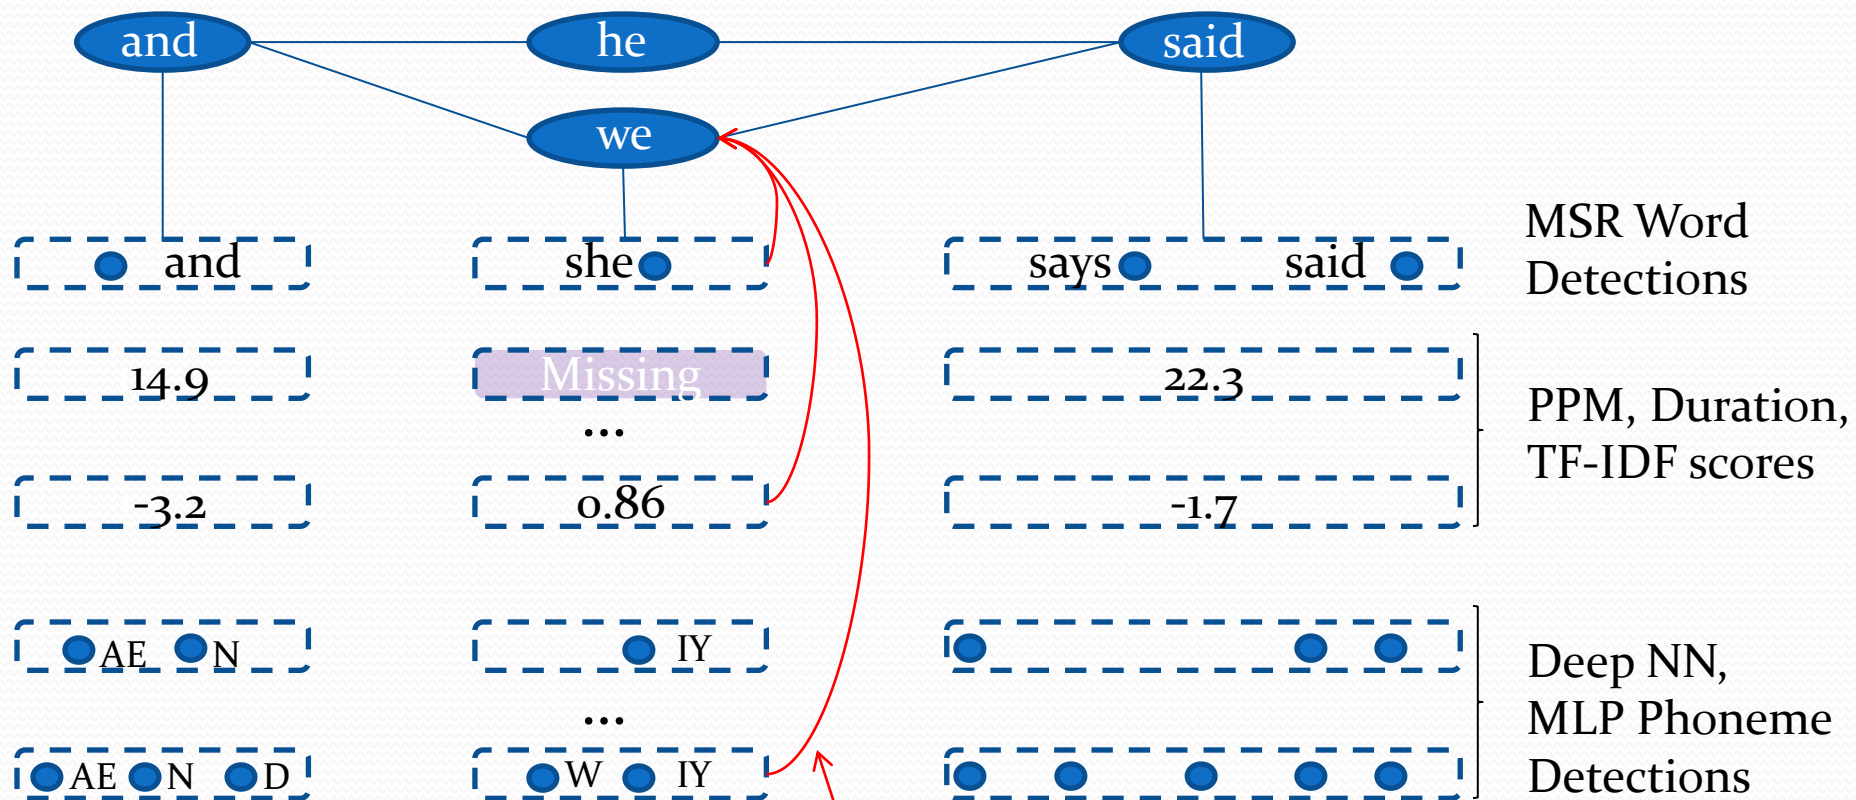 and he said
we
and she says said
MSR Word
Detections
14.9 Missing 22.3
...
PPM, Duration,
TF-IDF scores
-3.2 0.86 -1.7
AE N IY
Deep NN,
...
MLP Phoneme
AE N D W IY
Detections